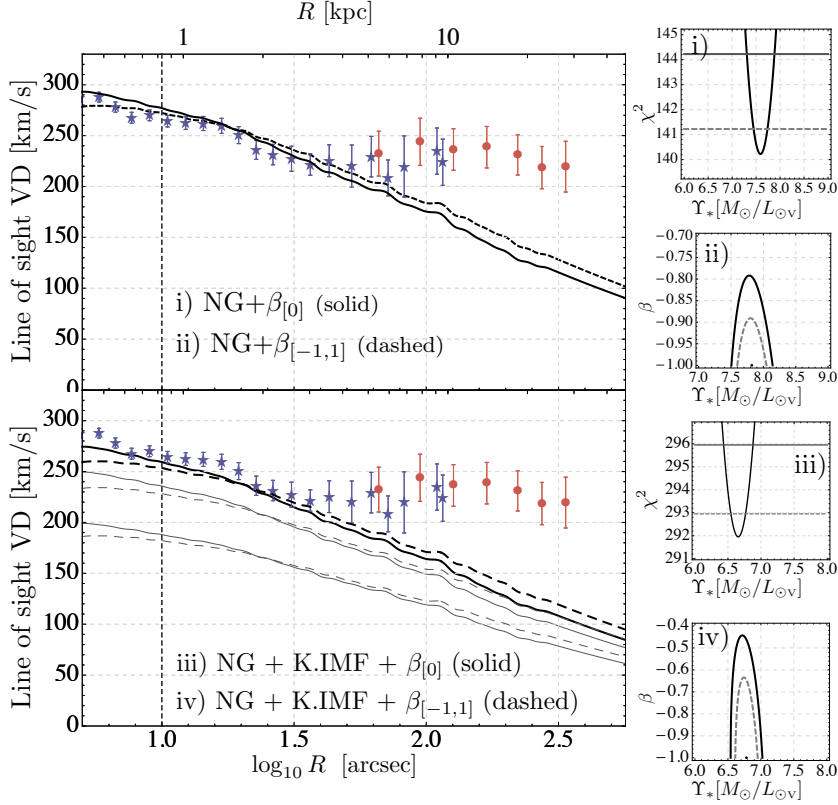 R [kpc]
1 10
Line of sight VD [km/s]
300
250
200
150
100
50
0
i) NG+β[0] (solid)
ii) NG+β[−1,1] (dashed)
Line of sight VD [km/s]
300
250
200
150
100
50
0
iii) NG + K.IMF + β[0] (solid)
iv) NG + K.IMF + β[−1,1] (dashed)
1.0 1.5 2.0 2.5
log10 R [arcsec]
i)
χ2
145
144
143
142
141
140
6.0 6.5 7.0 7.5 8.0 8.5 9.0
Υ*[M⊙/L⊙V]
ii)
β
−0.70
−0.75
−0.80
−0.85
−0.90
−0.95
−1.00
7.0 7.5 8.0 8.5 9.0
Υ*[M⊙/L⊙V]
iii)
χ2
296
295
294
293
292
291
6.0 6.5 7.0 7.5 8.0
Υ*[M⊙/L⊙V]
iv)
β
−0.4
−0.5
−0.6
−0.7
−0.8
−0.9
−1.0
6.0 6.5 7.0 7.5 8.0
Υ*[M⊙/L⊙V]